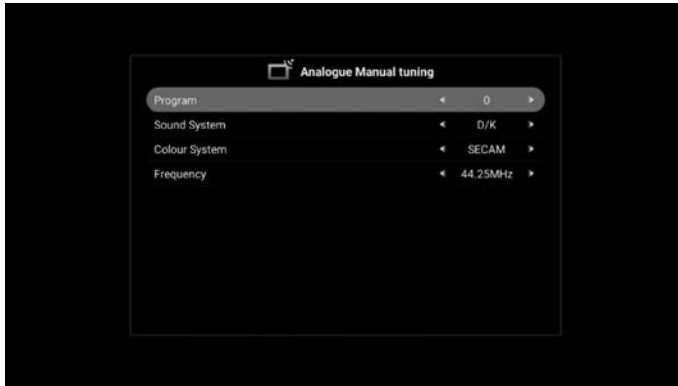 Analogue Manual tuning
Program 0
Sound System D/K
Colour System SECAM
Frequency 44.25MHz